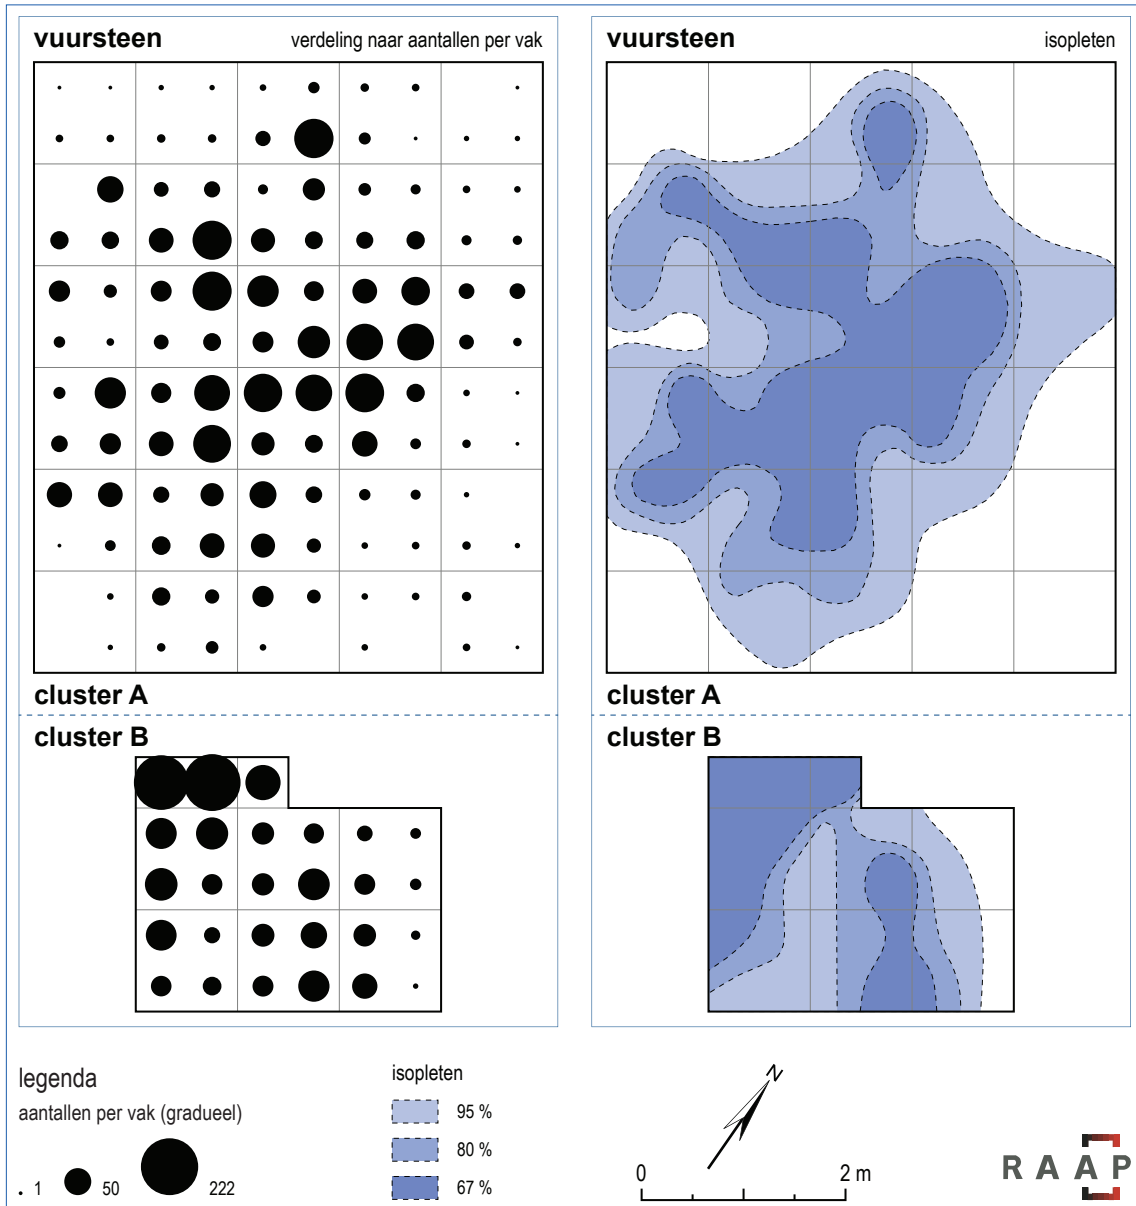 vuursteen verdeling naar aantallen per vak
cluster A
cluster B
vuursteen isopleten
cluster A
cluster B
legenda
aantallen per vak (gradueel)
1 50 222
isopleten
95 %
80 %
67 %
N
0 2 m
RAAP